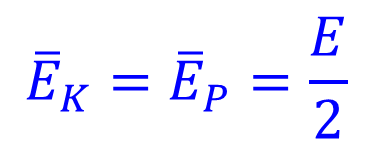 Ē_K = Ē_P = E/2